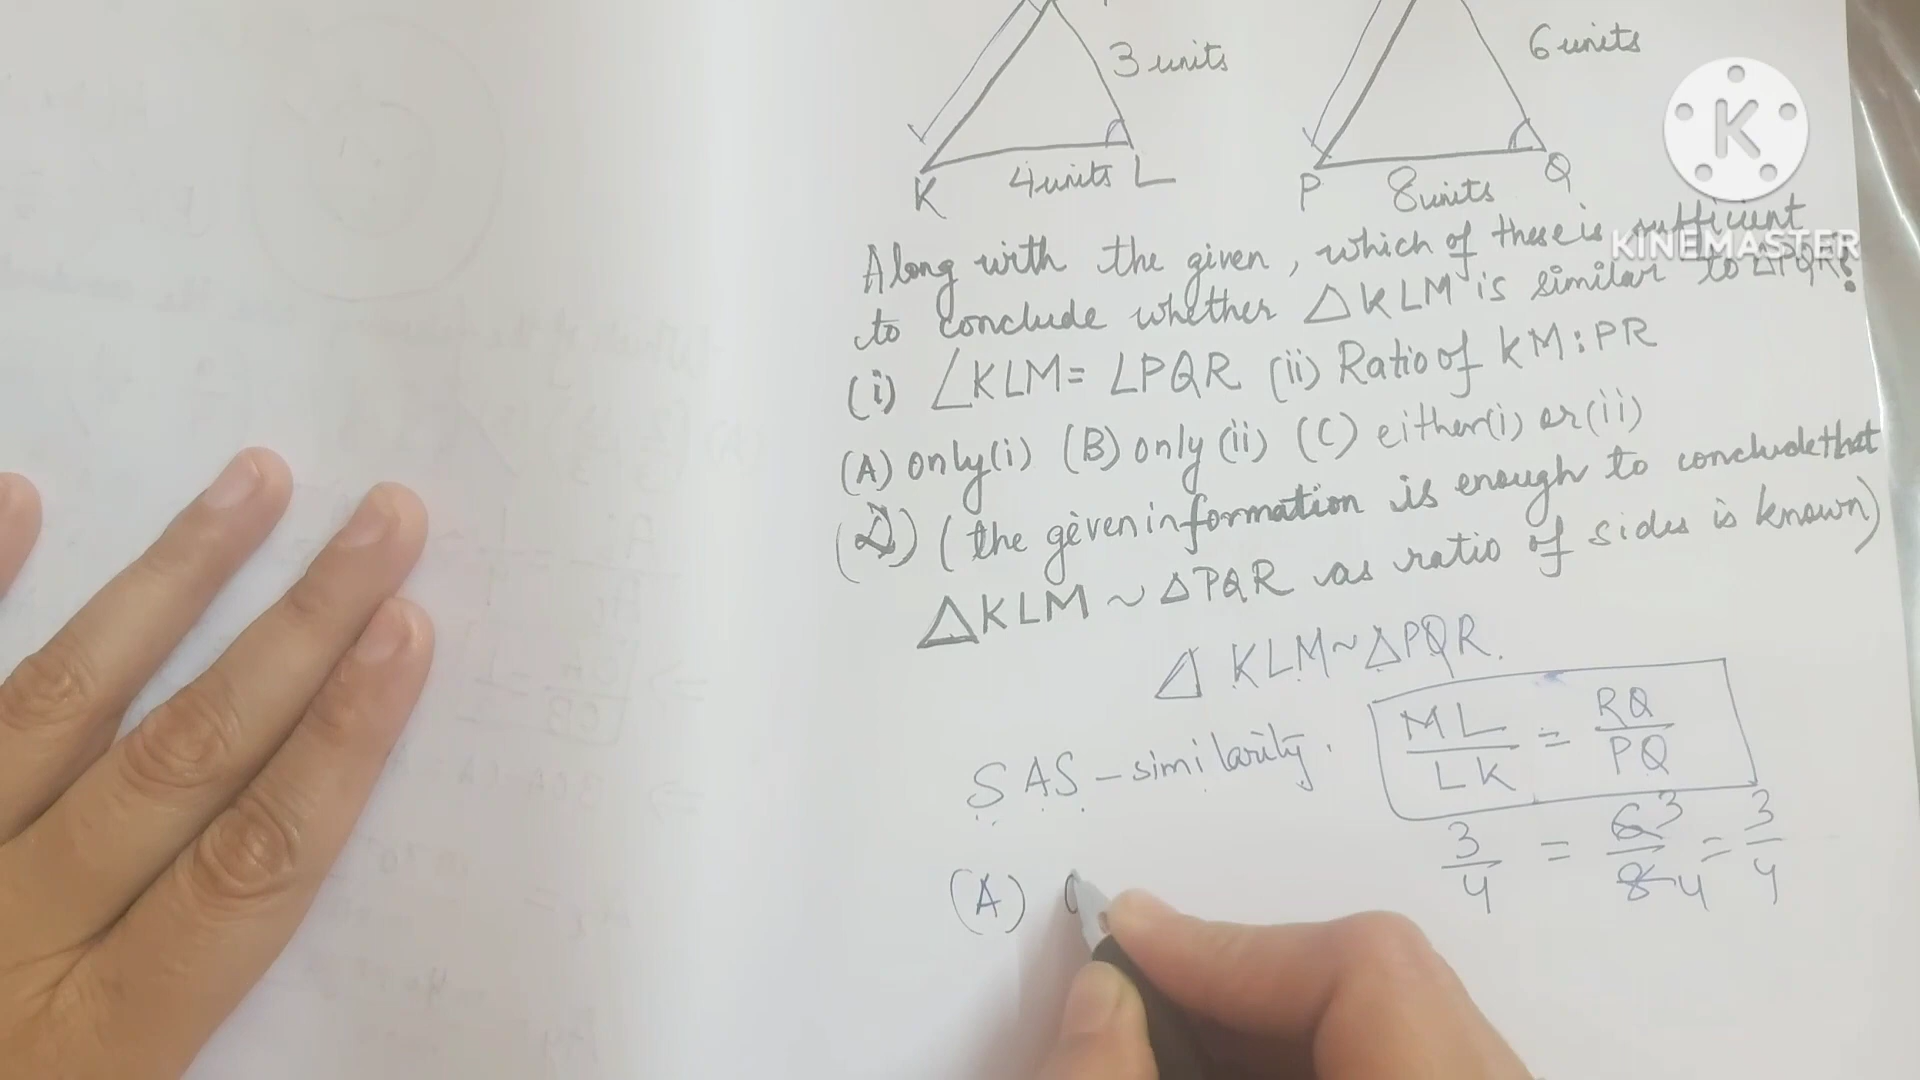 3 units
6 units
K
4 units L
P
8 units
Q
K
KINEMASTER
Along with the given, which of these is sufficient
to conclude whether △KLM is similar to △PQR?
(i) ∠KLM = ∠PQR (ii) Ratio of KM : PR
(A) only (i) (B) only (ii) (C) either (i) or (ii)
(D) (the given information is enough to conclude that
△KLM ~ △PQR as ratio of sides is known)
△ KLM ~ △PQR.
SAS – similarity.
ML/LK = RQ/PQ
3/4 = 6 3/8 4 = 3/4
(A)